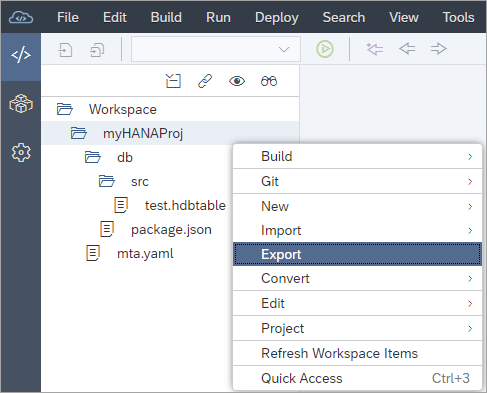 File Edit Build Run Deploy Search View Tools
Workspace
myHANAProj
db
src
test.hdbtable
package.json
mta.yaml
Build
Git
New
Import
Export
Convert
Edit
Project
Refresh Workspace Items
Quick Access Ctrl+3